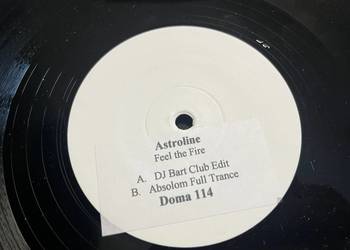 Astroline
Feel the Fire
A. DJ Bart Club Edit
B. Absolom Full Trance
Doma 114